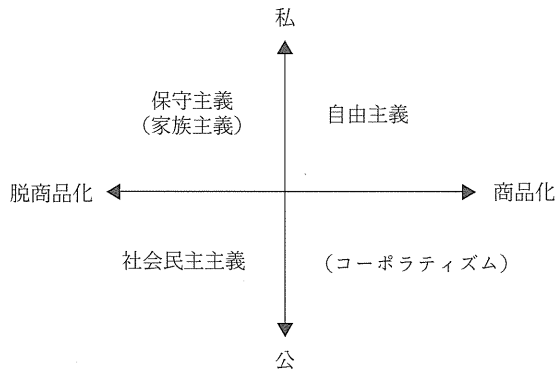 私
保守主義
（家族主義）
自由主義
脱商品化
商品化
社会民主主義
（コーポラティズム）
公